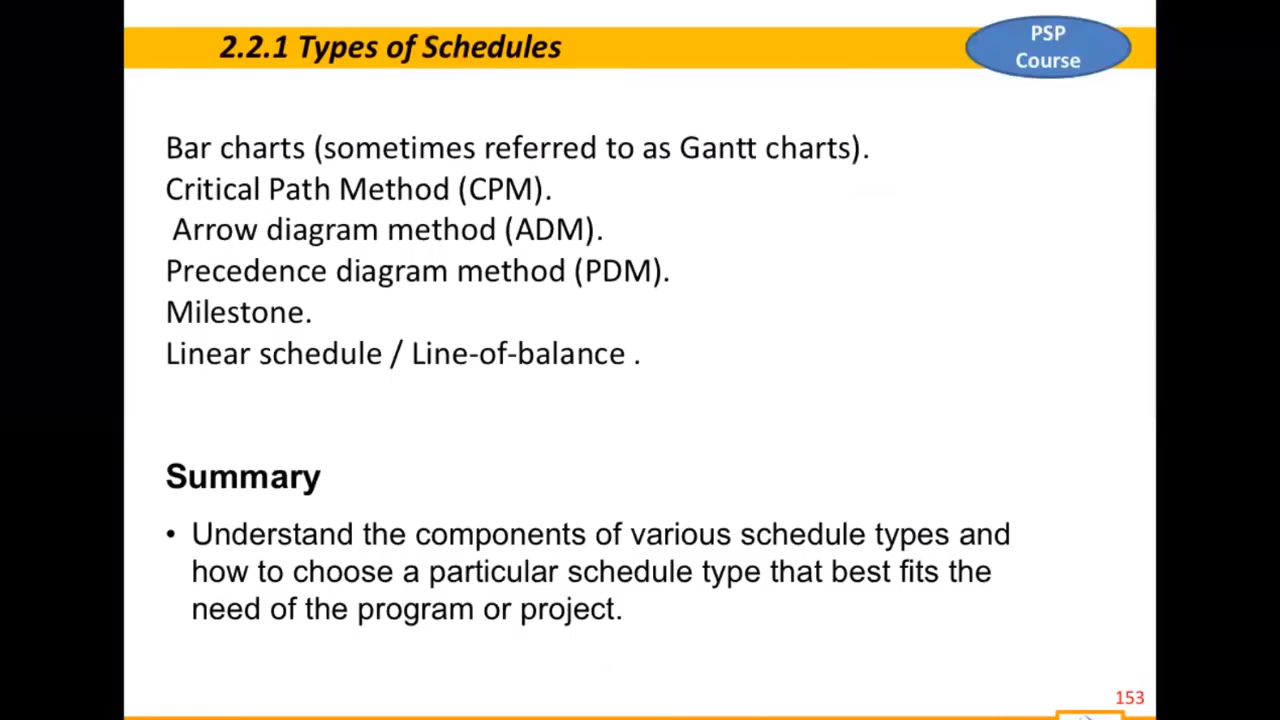 2.2.1 Types of Schedules
PSP
Course
Bar charts (sometimes referred to as Gantt charts).
Critical Path Method (CPM).
Arrow diagram method (ADM).
Precedence diagram method (PDM).
Milestone.
Linear schedule / Line-of-balance .
Summary
• Understand the components of various schedule types and
how to choose a particular schedule type that best fits the
need of the program or project.
153